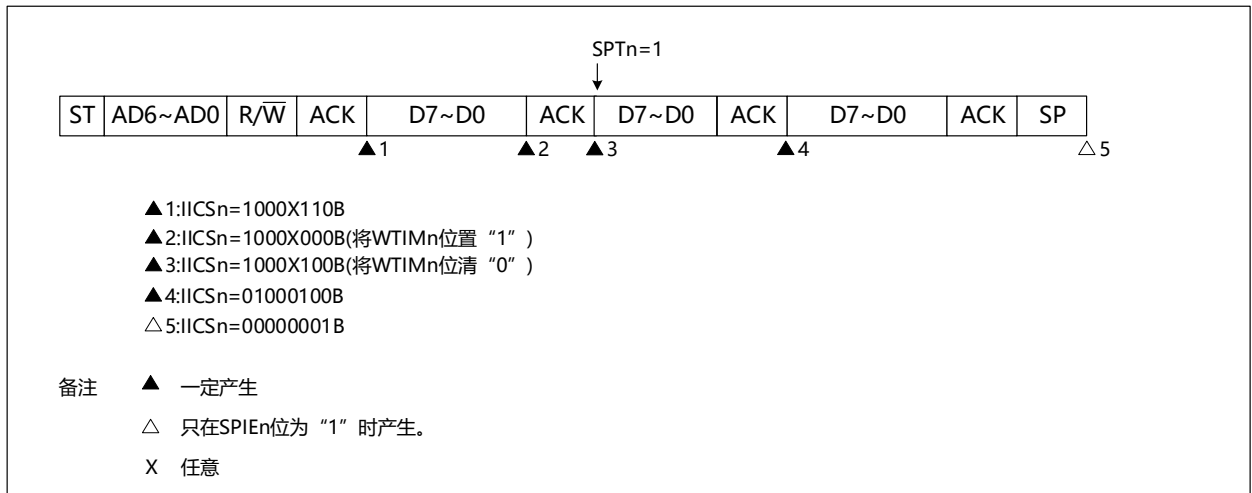 SPTn=1
ST AD6~AD0 R/W̅ ACK D7~D0 ACK D7~D0 ACK D7~D0 ACK SP
▲1 ▲2 ▲3 ▲4 △5
▲1:IICSn=1000X110B
▲2:IICSn=1000X000B(将WTIMn位置“1”)
▲3:IICSn=1000X100B(将WTIMn位清“0”)
▲4:IICSn=01000100B
△5:IICSn=00000001B
备注 ▲ 一定产生
△ 只在SPIEn位为“1”时产生。
X 任意